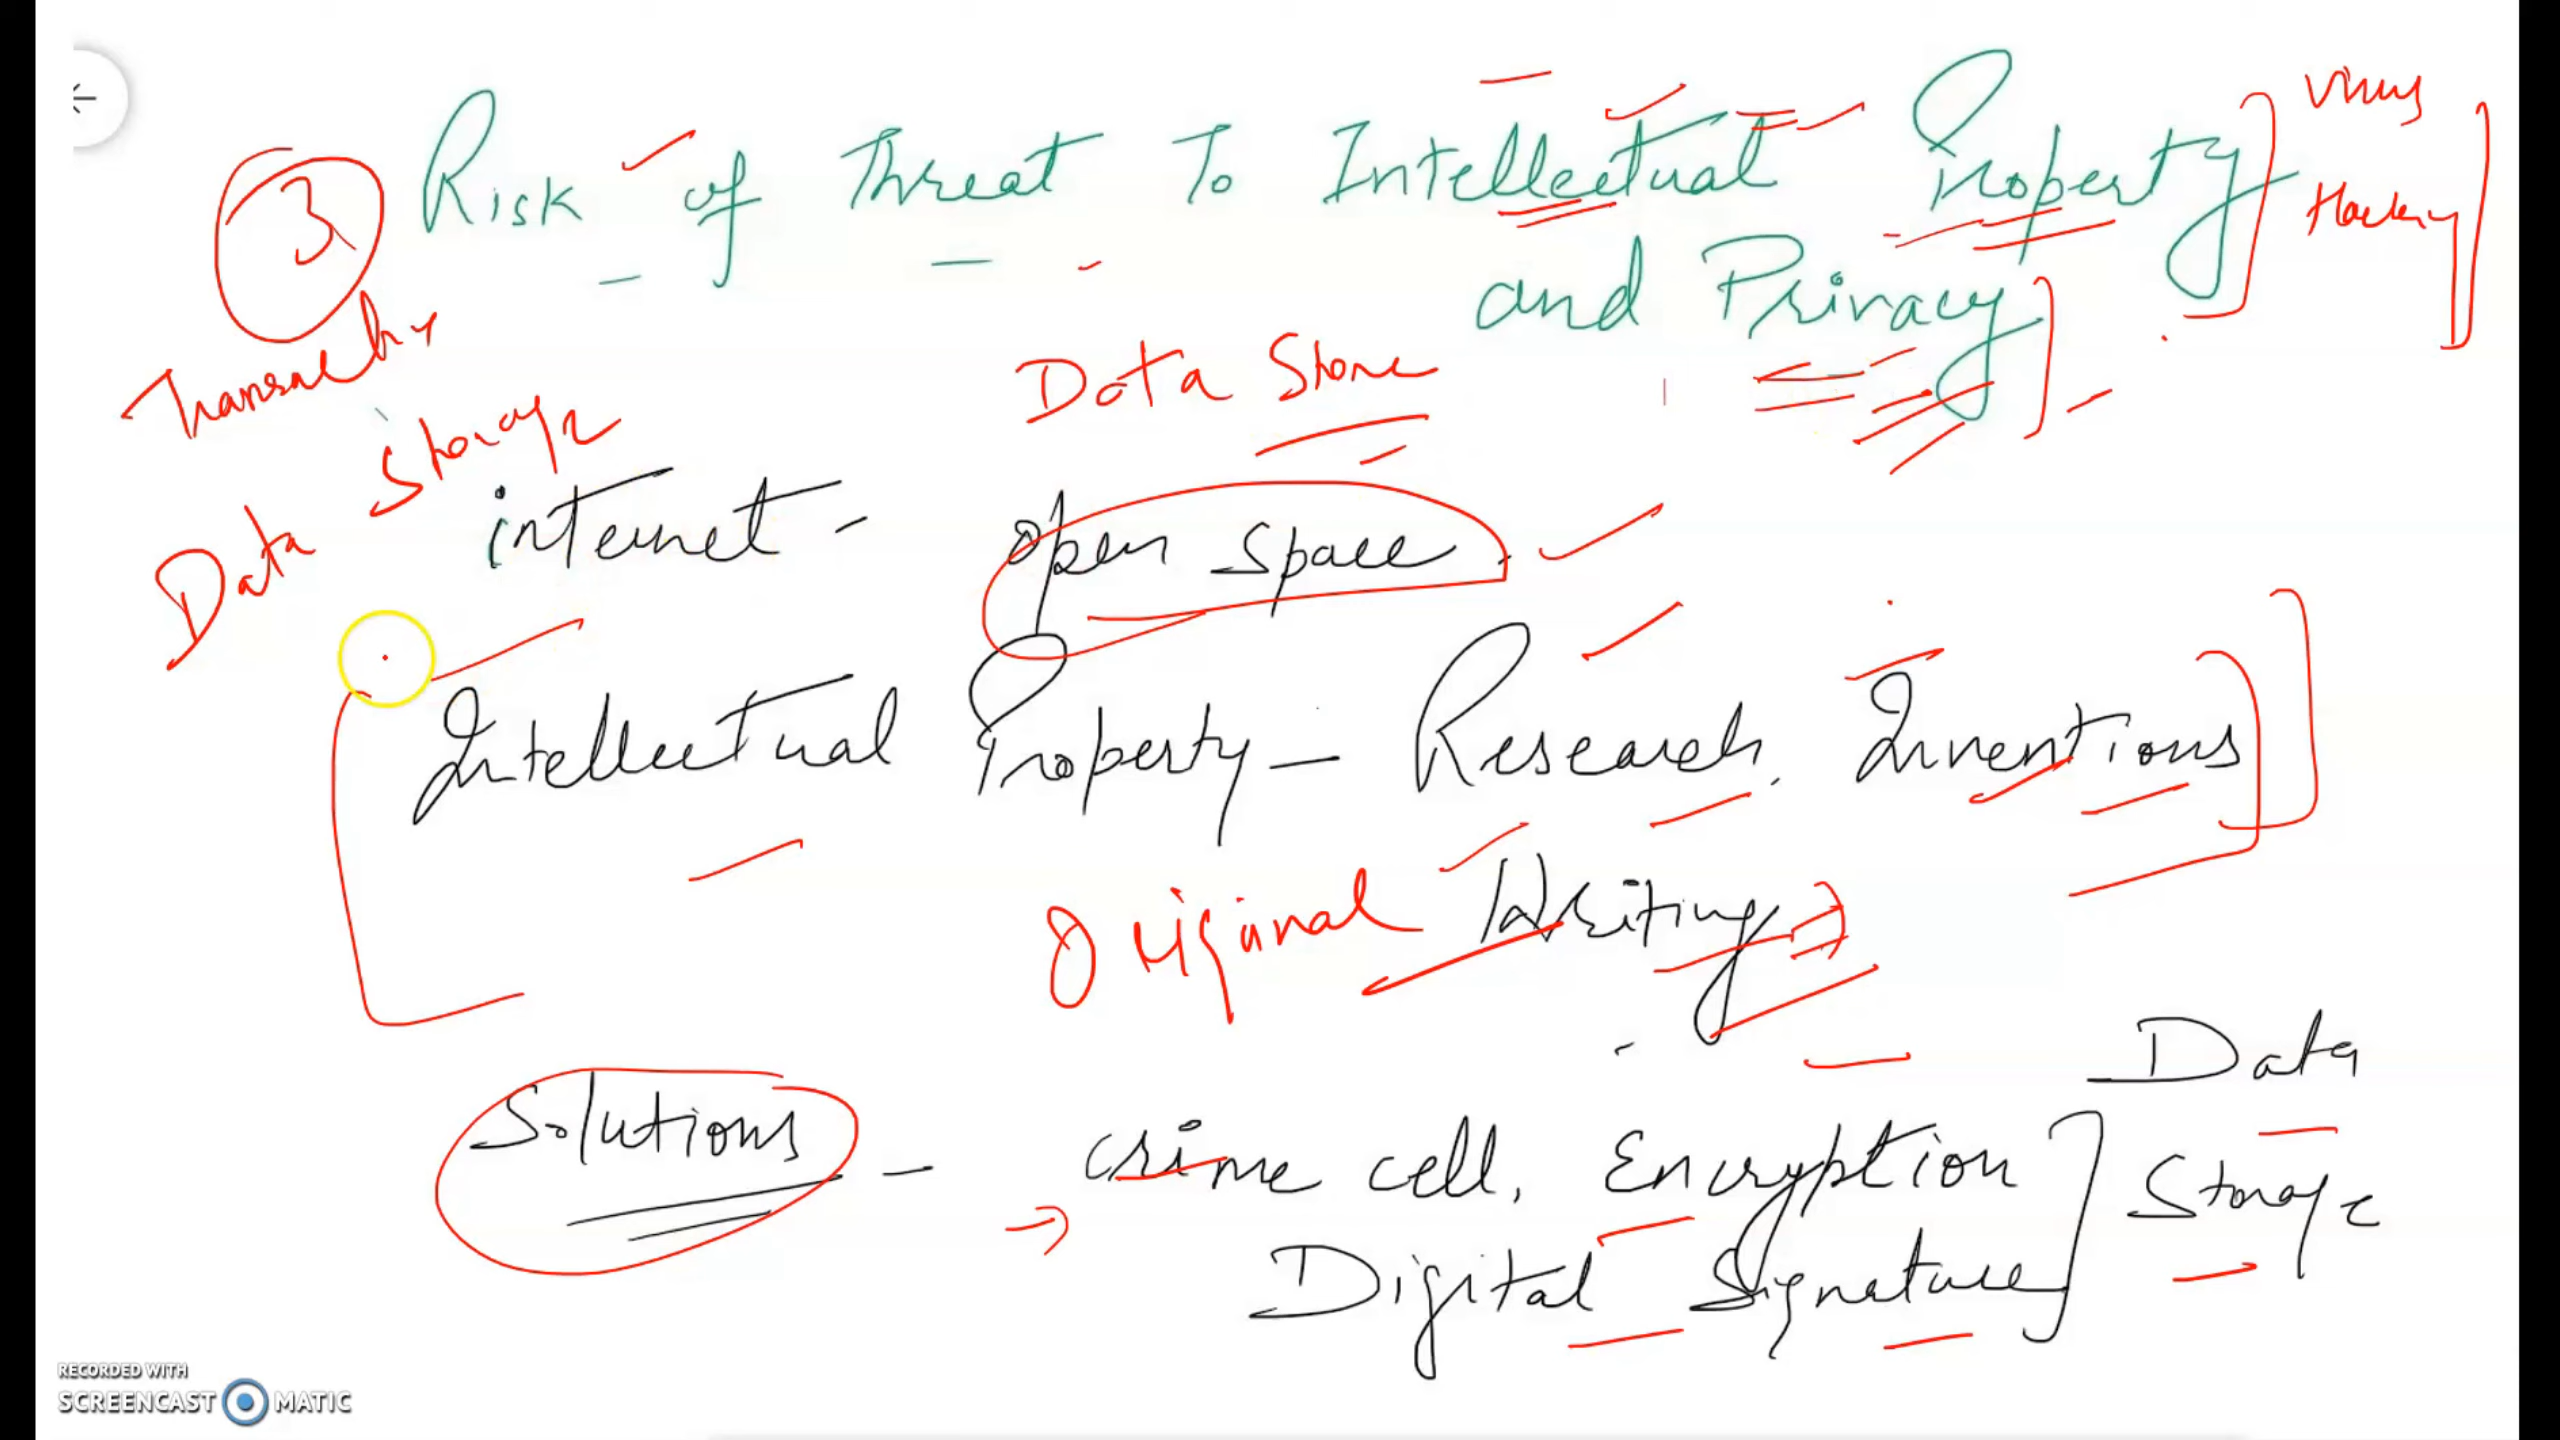 3 Risk of Threat To Intellectual Property
Virus
Hacking
and Privacy
Data Store
Data Storage
internet - open space.
Intellectual Property - Research, Inventions
Original Writing
Solutions - crime cell, Encryption
Digital Signature
Data
Storage
RECORDED WITH
SCREENCAST MATIC